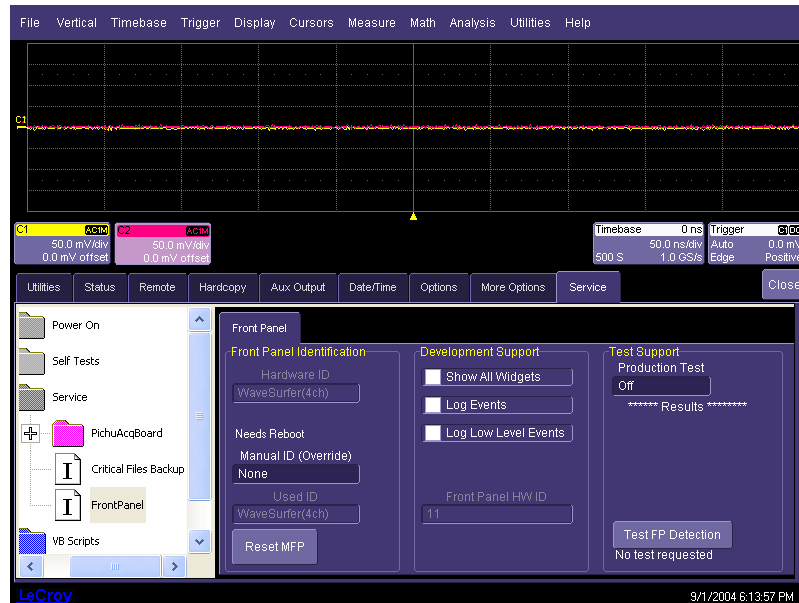 File Vertical Timebase Trigger Display Cursors Measure Math Analysis Utilities Help
C1
C1 AC1M
50.0 mV/div
0.0 mV offset
C2 AC1M
50.0 mV/div
0.0 mV offset
Timebase 0 ns
50.0 ns/div
500 S 1.0 GS/s
Trigger C1 DC
Auto 0.0 mV
Edge Positive
Utilities Status Remote Hardcopy Aux Output Date/Time Options More Options Service Close
Power On
Self Tests
Service
PichuAcqBoard
Critical Files Backup
FrontPanel
VB Scripts
Front Panel
Front Panel Identification
Hardware ID
WaveSurfer(4ch)
Needs Reboot
Manual ID (Override)
None
Used ID
WaveSurfer(4ch)
Reset MFP
Development Support
Show All Widgets
Log Events
Log Low Level Events
Front Panel HW ID
11
Test Support
Production Test
Off
****** Results ********
Test FP Detection
No test requested
LeCroy
9/1/2004 6:13:57 PM